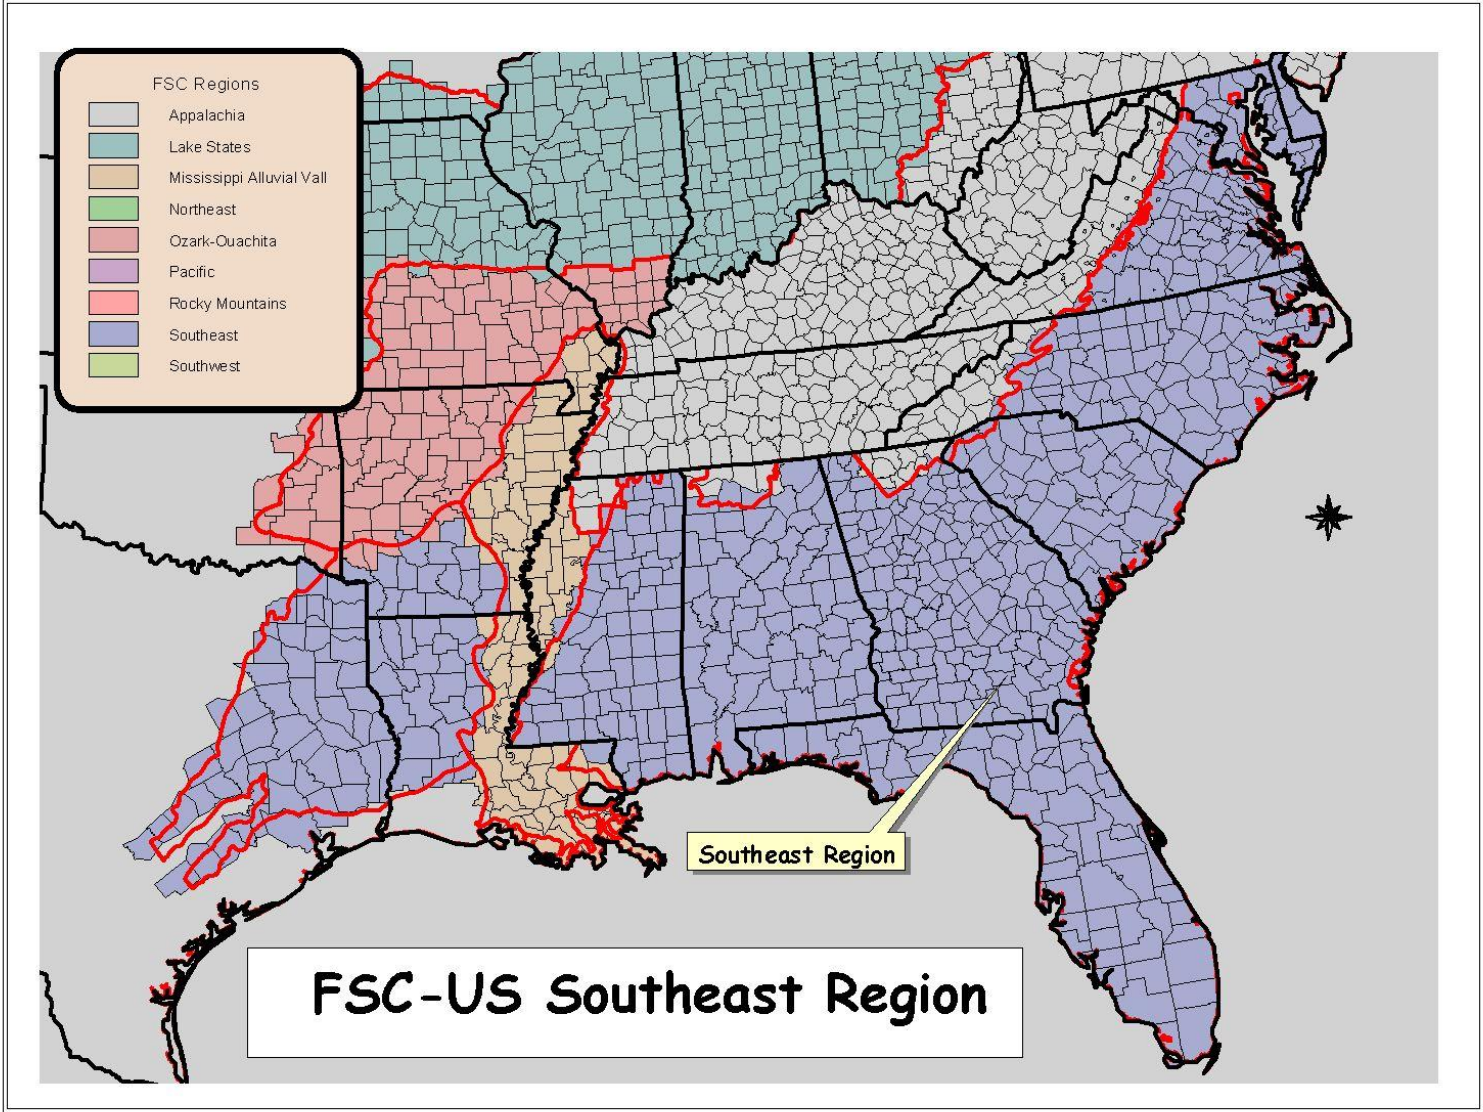 FSC Regions
Appalachia
Lake States
Mississippi Alluvial Vall
Northeast
Ozark-Ouachita
Pacific
Rocky Mountains
Southeast
Southwest
Southeast Region
FSC-US Southeast Region